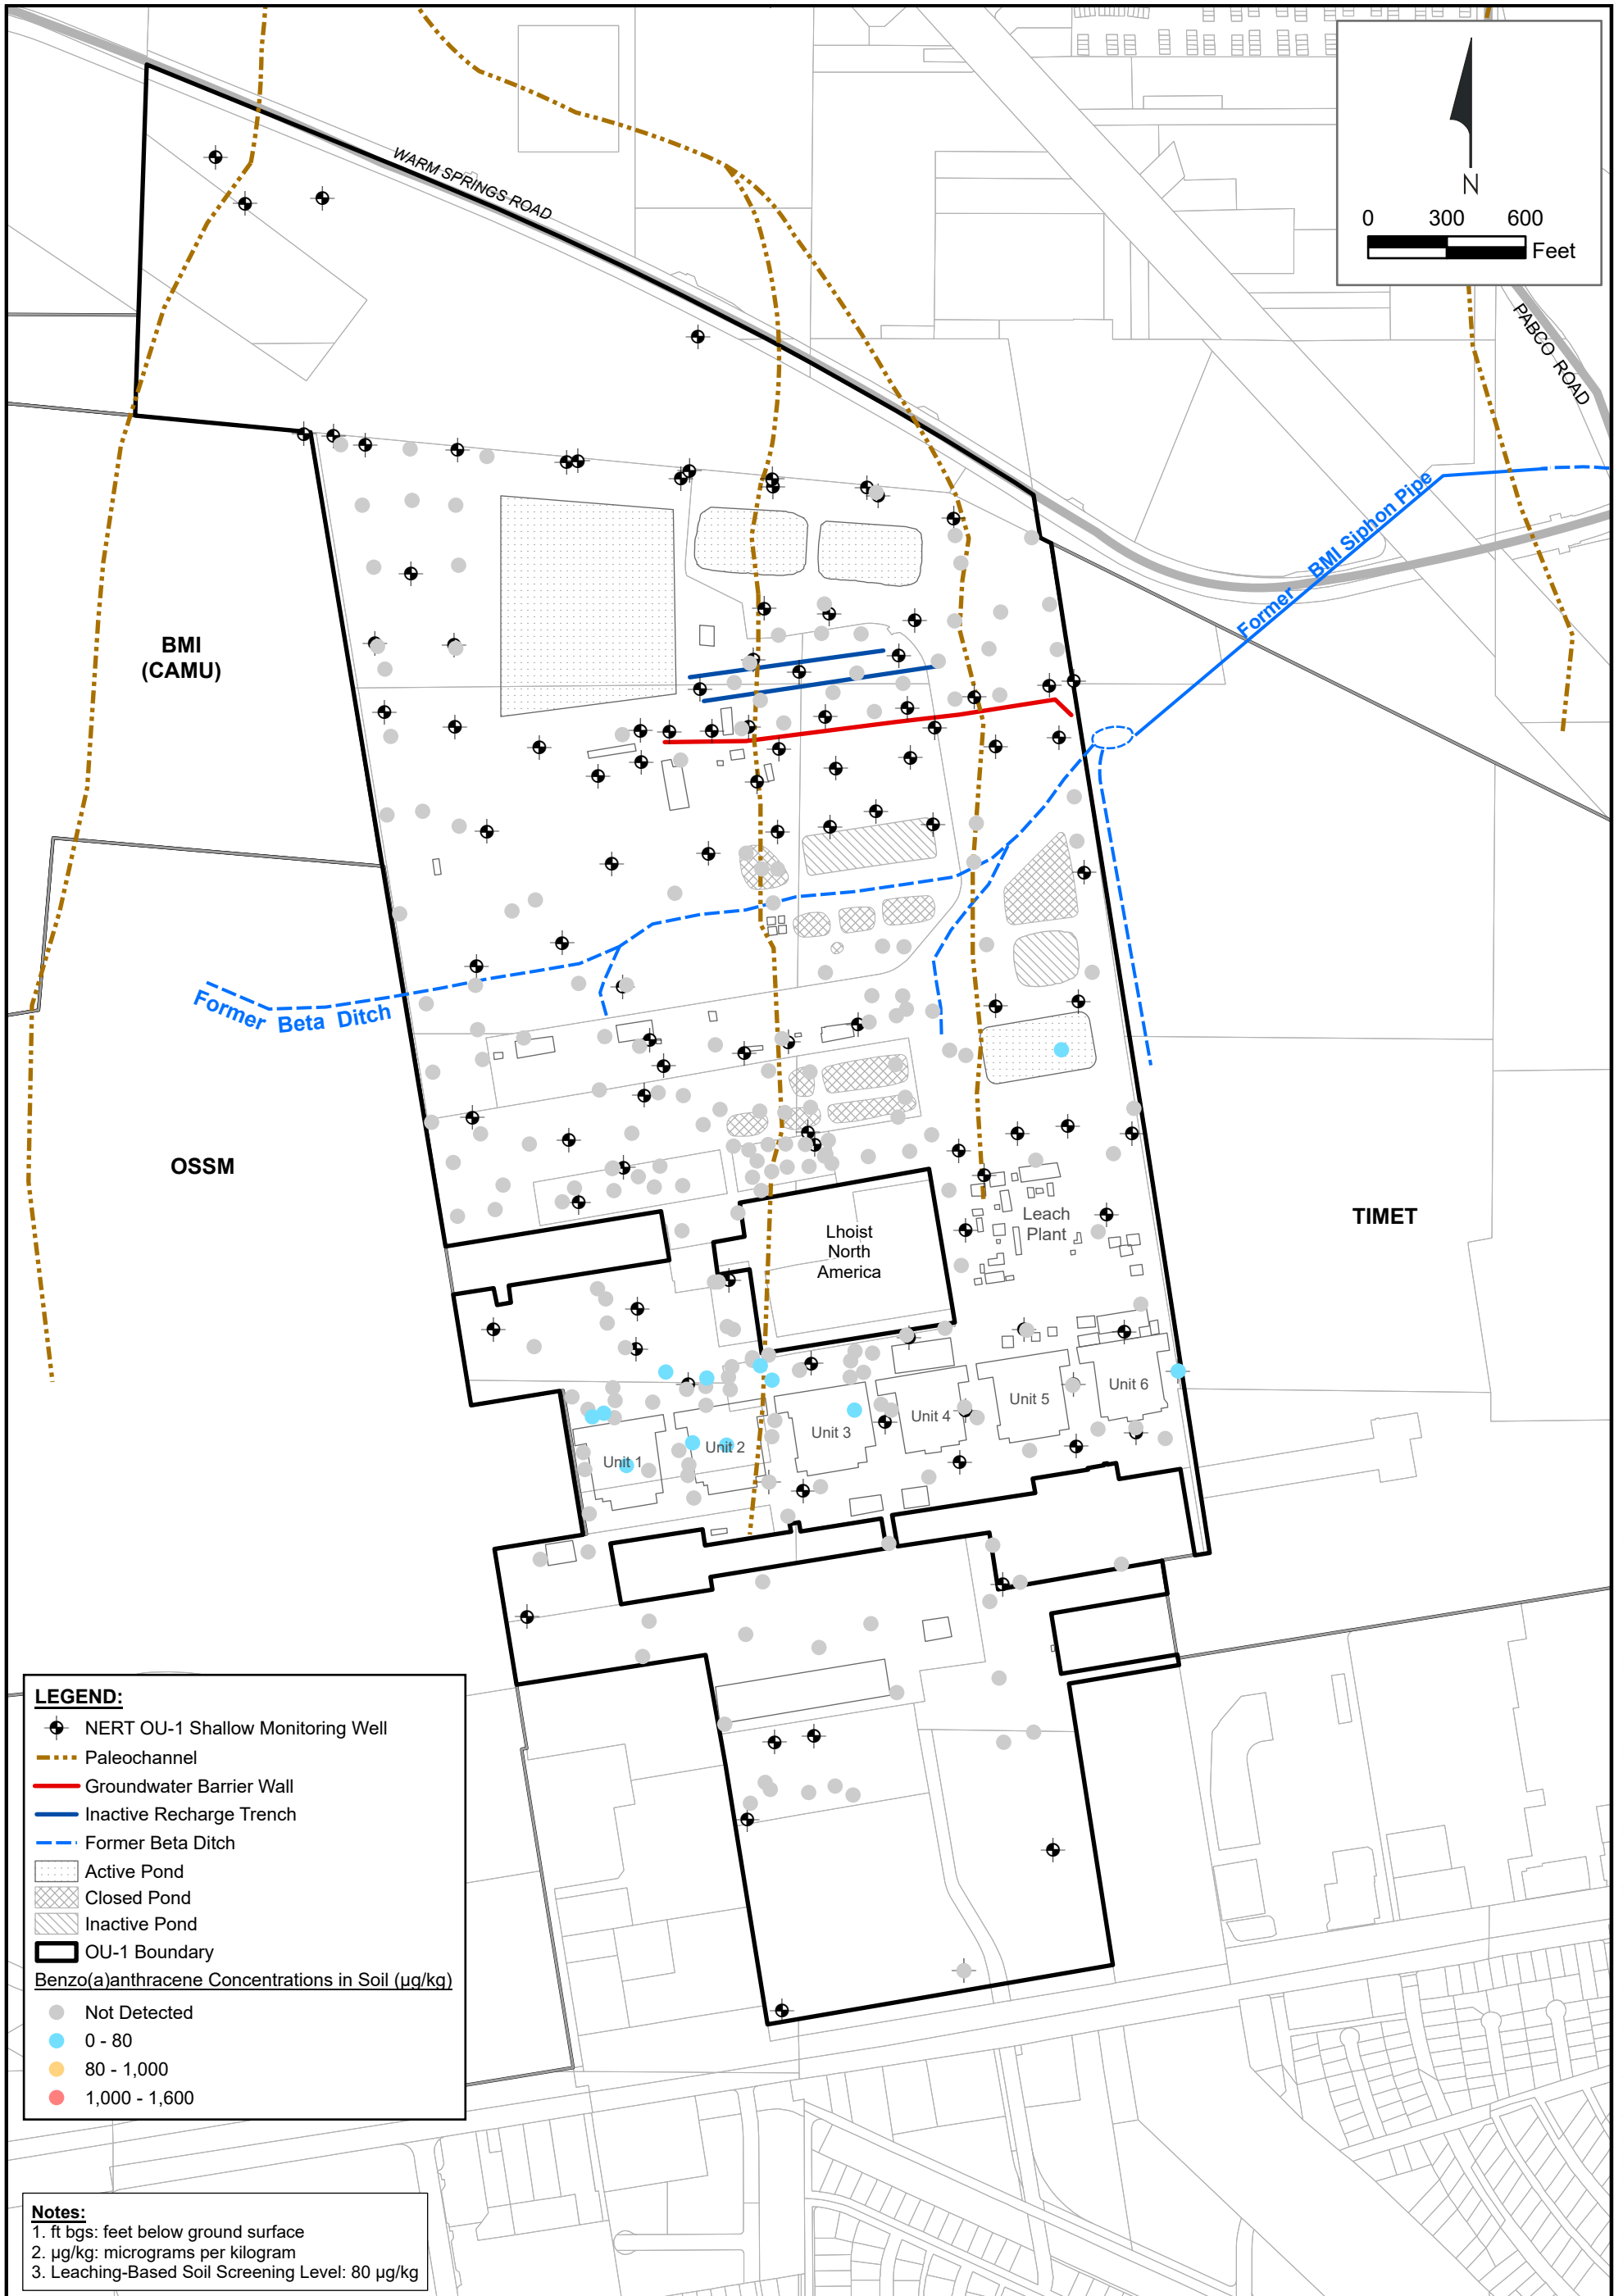 N
0 300 600
Feet
WARM SPRINGS ROAD
PABCO ROAD
Former BMI Siphon Pipe
BMI
(CAMU)
Former Beta Ditch
OSSM
TIMET
Lhoist
North
America
Leach
Plant
Unit 1
Unit 2
Unit 3
Unit 4
Unit 5
Unit 6
LEGEND:
NERT OU-1 Shallow Monitoring Well
Paleochannel
Groundwater Barrier Wall
Inactive Recharge Trench
Former Beta Ditch
Active Pond
Closed Pond
Inactive Pond
OU-1 Boundary
Benzo(a)anthracene Concentrations in Soil (µg/kg)
Not Detected
0 - 80
80 - 1,000
1,000 - 1,600
Notes:
1. ft bgs: feet below ground surface
2. µg/kg: micrograms per kilogram
3. Leaching-Based Soil Screening Level: 80 µg/kg